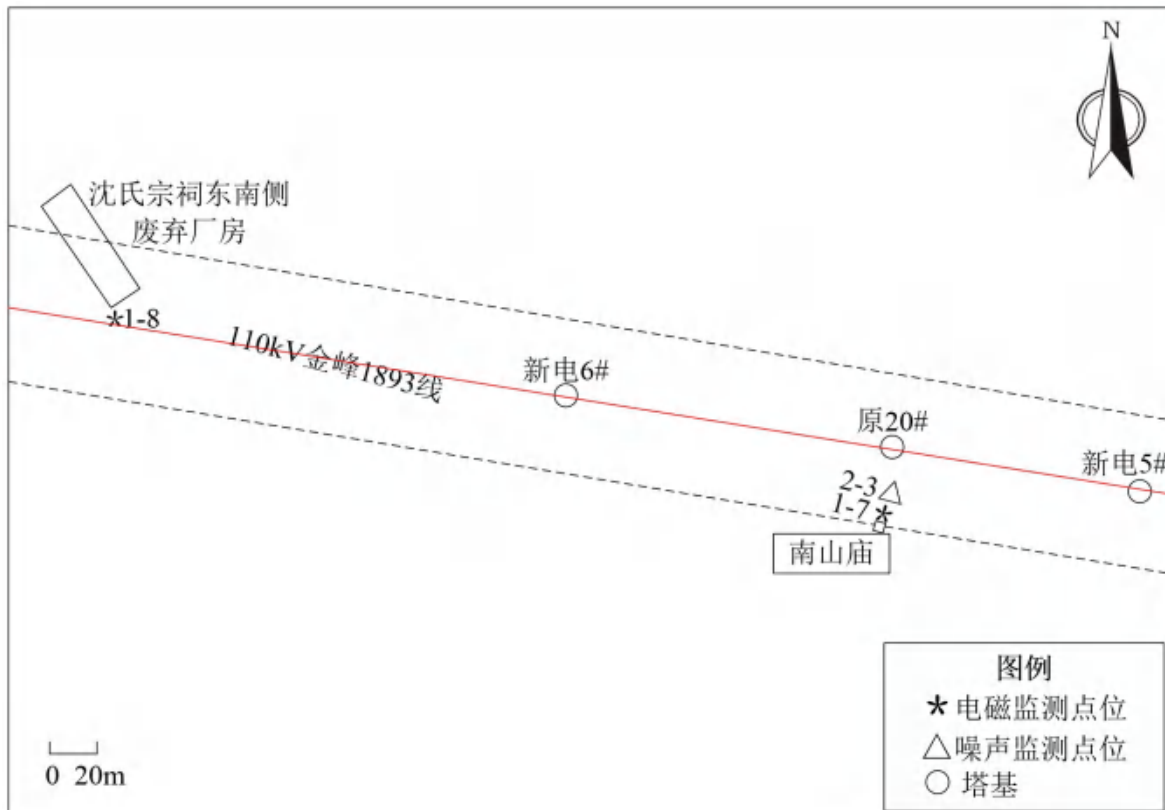 N
沈氏宗祠东南侧
废弃厂房
1-8
110kV金峰1893线
新电6#
原20#
新电5#
2-3
1-7
南山庙
图例
电磁监测点位
噪声监测点位
塔基
0 20m